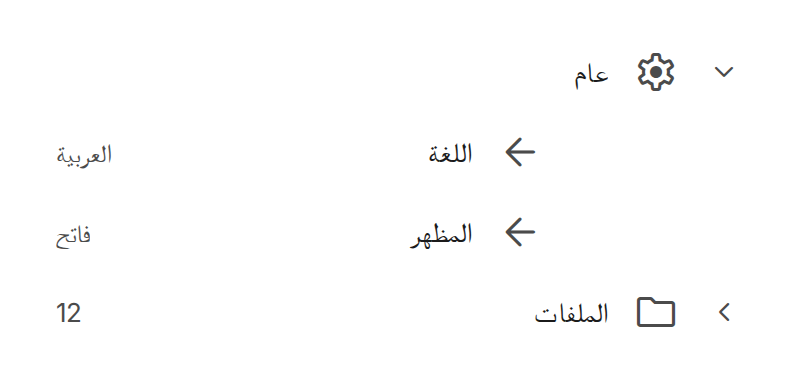 عام
اللغة العربية
المظهر فاتح
الملفات 12